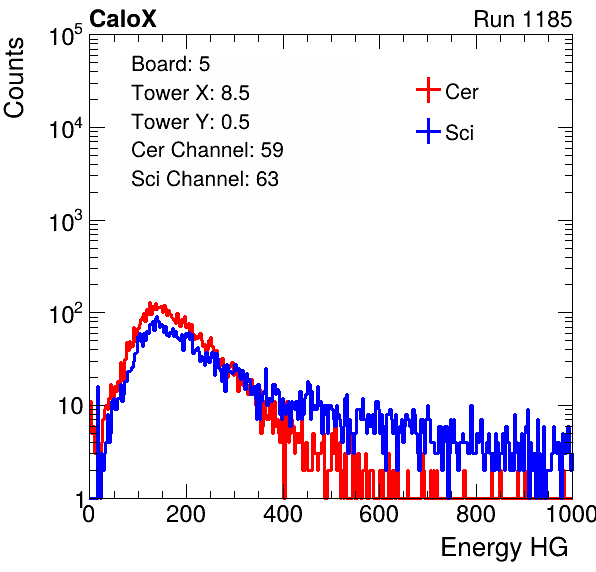 CaloX Run 1185
Board: 5
Tower X: 8.5
Tower Y: 0.5
Cer Channel: 59
Sci Channel: 63
Cer
Sci
Counts
10^5
10^4
10^3
10^2
10
1
0 200 400 600 800 1000
Energy HG